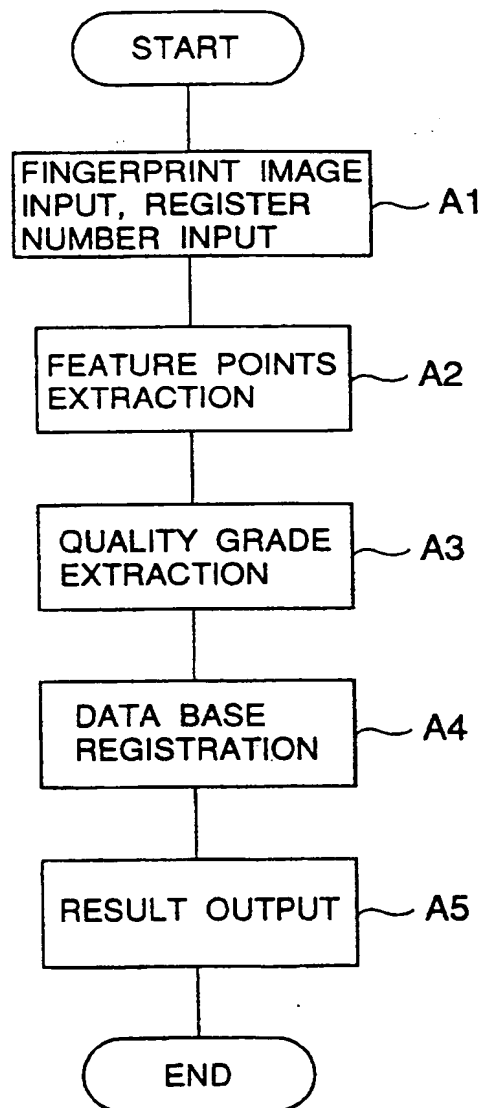 START
FINGERPRINT IMAGE
INPUT, REGISTER
NUMBER INPUT
A1
FEATURE POINTS
EXTRACTION
A2
QUALITY GRADE
EXTRACTION
A3
DATA BASE
REGISTRATION
A4
RESULT OUTPUT
A5
END